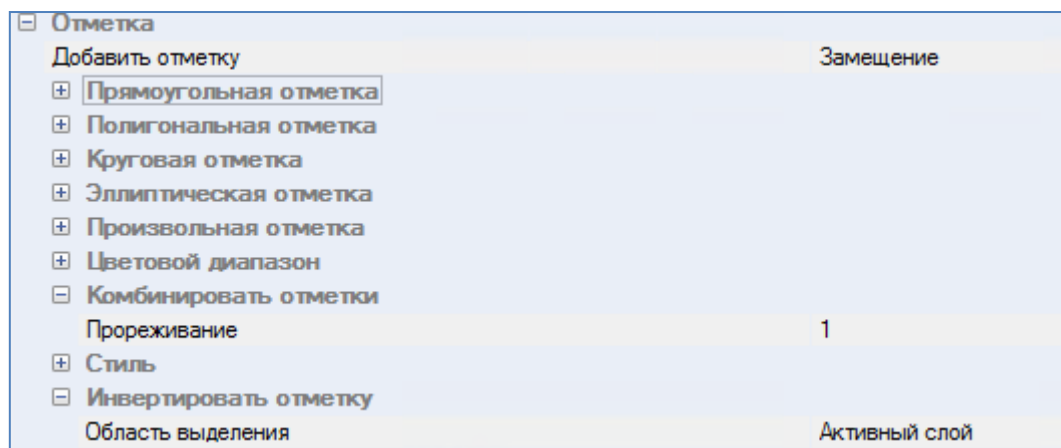 Отметка
Добавить отметку Замещение
Прямоугольная отметка
Полигональная отметка
Круговая отметка
Эллиптическая отметка
Произвольная отметка
Цветовой диапазон
Комбинировать отметки
Прореживание 1
Стиль
Инвертировать отметку
Область выделения Активный слой